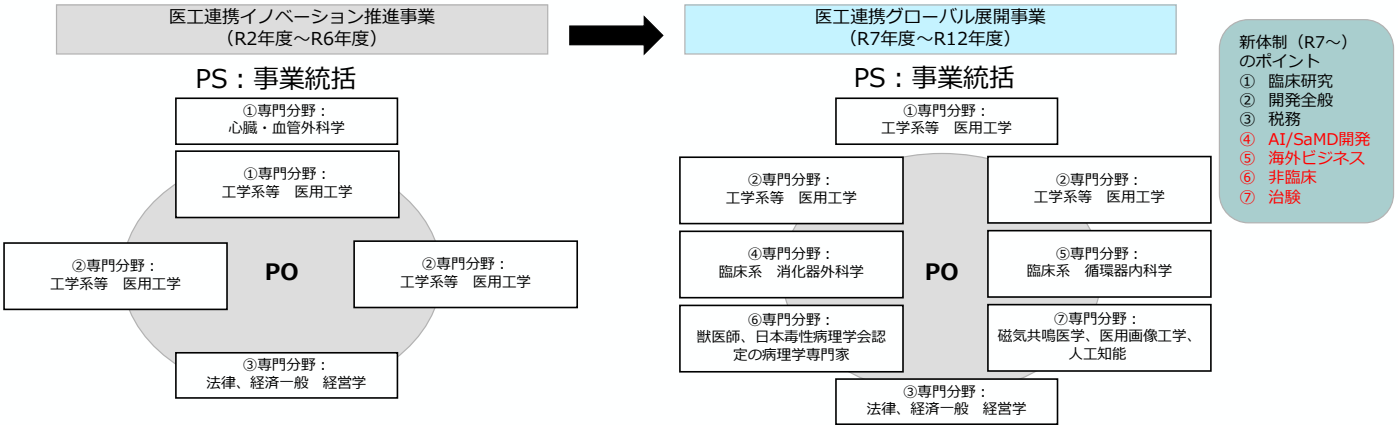 医工連携イノベーション推進事業
（R2年度～R6年度）
PS：事業統括
①専門分野：
心臓・血管外科学
①専門分野：
工学系等　医用工学
②専門分野：
工学系等　医用工学
PO
②専門分野：
工学系等　医用工学
③専門分野：
法律、経済一般　経営学
医工連携グローバル展開事業
（R7年度～R12年度）
PS：事業統括
①専門分野：
工学系等　医用工学
②専門分野：
工学系等　医用工学
②専門分野：
工学系等　医用工学
④専門分野：
臨床系　消化器外科学
PO
⑤専門分野：
臨床系　循環器内科学
⑥専門分野：
獣医師、日本毒性病理学会認
定の病理学専門家
⑦専門分野：
磁気共鳴医学、医用画像工学、
人工知能
③専門分野：
法律、経済一般　経営学
新体制（R7～）
のポイント
①　臨床研究
②　開発全般
③　税務
④　AI/SaMD開発
⑤　海外ビジネス
⑥　非臨床
⑦　治験